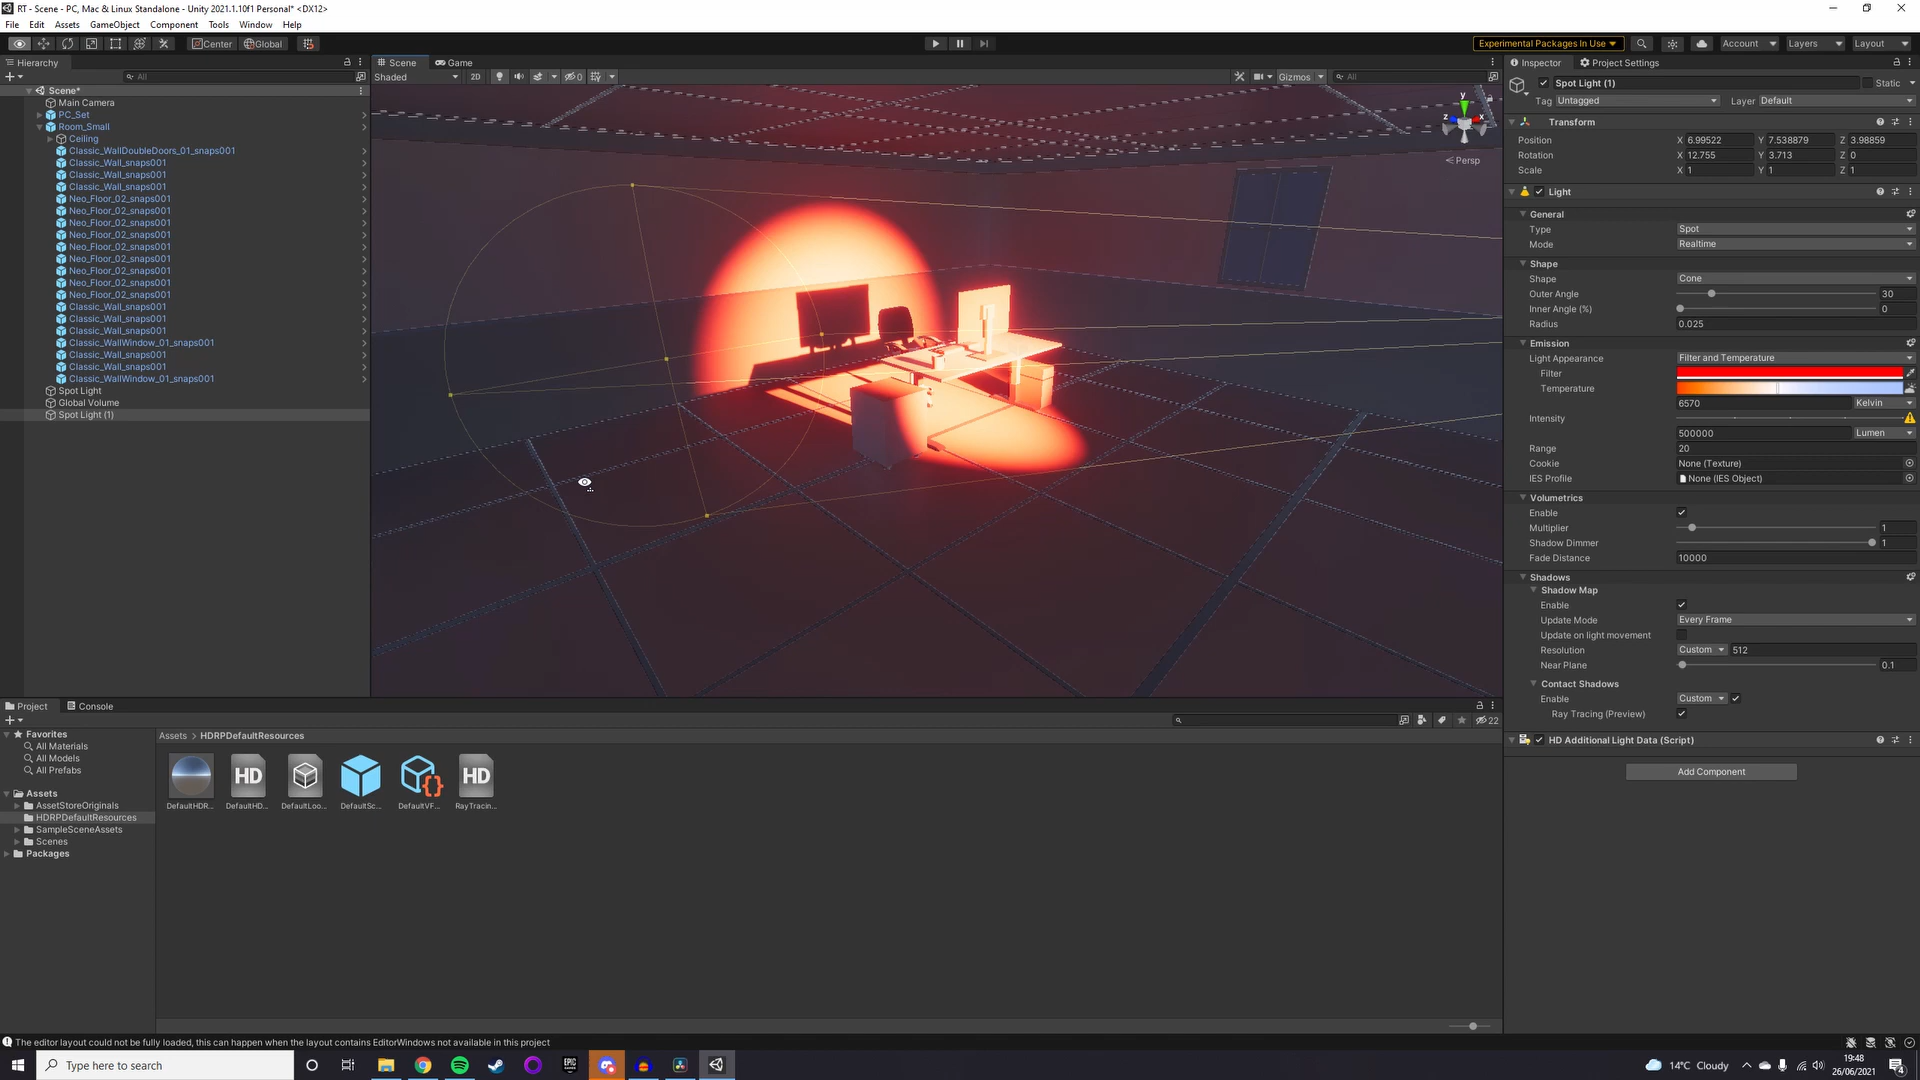 RT - Scene - PC, Mac & Linux Standalone - Unity 2021.1.10f1 Personal* <DX12>
File Edit Assets GameObject Component Tools Window Help
Center Global
Experimental Packages In Use
Account
Layers
Layout
Hierarchy
All
Scene*
Main Camera
PC_Set
Room_Small
Ceiling
Classic_WallDoubleDoors_01_snaps001
Classic_Wall_snaps001
Classic_Wall_snaps001
Classic_Wall_snaps001
Neo_Floor_02_snaps001
Neo_Floor_02_snaps001
Neo_Floor_02_snaps001
Neo_Floor_02_snaps001
Neo_Floor_02_snaps001
Neo_Floor_02_snaps001
Neo_Floor_02_snaps001
Neo_Floor_02_snaps001
Neo_Floor_02_snaps001
Classic_Wall_snaps001
Classic_Wall_snaps001
Classic_Wall_snaps001
Classic_WallWindow_01_snaps001
Classic_Wall_snaps001
Classic_Wall_snaps001
Classic_WallWindow_01_snaps001
Spot Light
Global Volume
Spot Light (1)
Scene Game
Shaded 2D 0 Gizmos All
y
z x
Persp
Inspector Project Settings
Spot Light (1) Static
Tag Untagged Layer Default
Transform
Position X 6.99522 Y 7.538879 Z 3.98859
Rotation X 12.755 Y 3.713 Z 0
Scale X 1 Y 1 Z 1
Light
General
Type Spot
Mode Realtime
Shape
Shape Cone
Outer Angle 30
Inner Angle (%) 0
Radius 0.025
Emission
Light Appearance Filter and Temperature
Filter
Temperature
6570 Kelvin
Intensity
500000 Lumen
Range 20
Cookie None (Texture)
IES Profile None (IES Object)
Volumetrics
Enable
Multiplier 1
Shadow Dimmer 1
Fade Distance 10000
Shadows
Shadow Map
Enable
Update Mode Every Frame
Update on light movement
Resolution Custom 512
Near Plane 0.1
Contact Shadows
Enable Custom
Ray Tracing (Preview)
HD Additional Light Data (Script)
Add Component
Project Console
22
Favorites
All Materials
All Models
All Prefabs
Assets
AssetStoreOriginals
HDRPDefaultResources
SampleSceneAssets
Scenes
Packages
Assets > HDRPDefaultResources
HD HD
DefaultHDR... DefaultHD... DefaultLoo... DefaultSc... DefaultVF... RayTracin...
The editor layout could not be fully loaded, this can happen when the layout contains EditorWindows not available in this project
Type here to search
EPIC GAMES
14°C Cloudy
19:48
26/06/2021
4